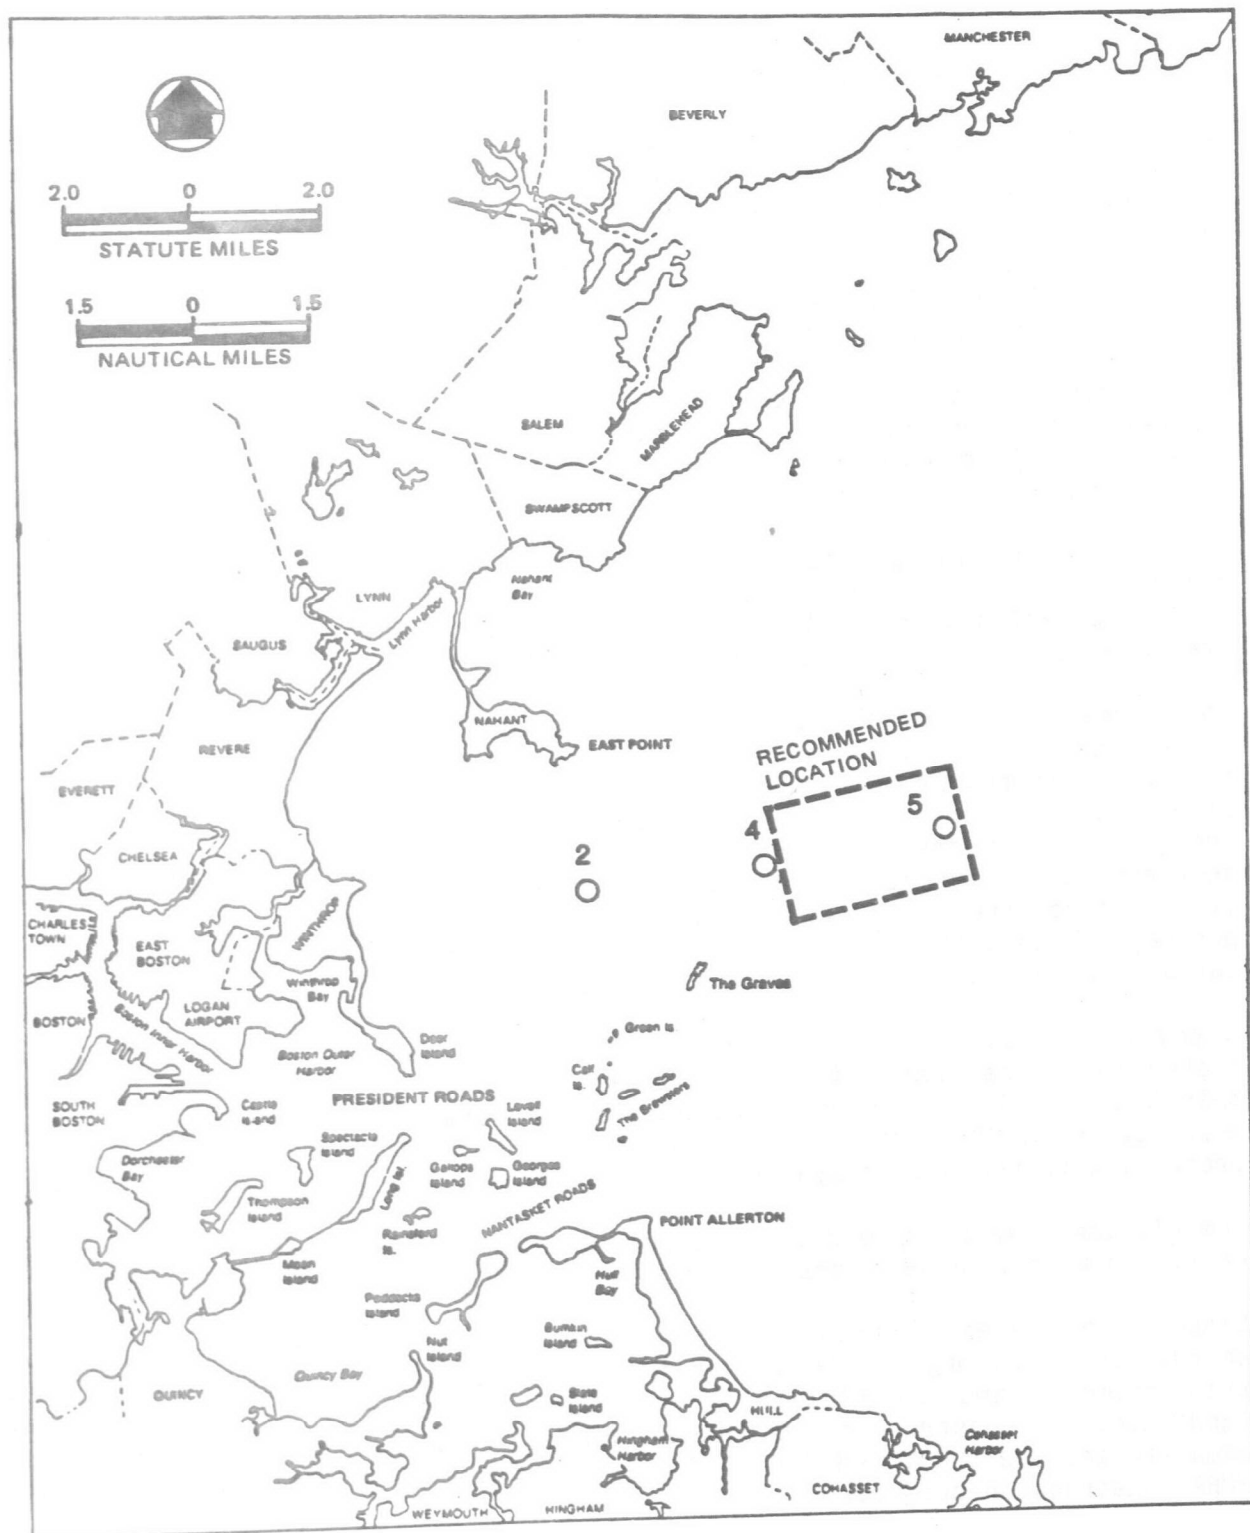 MANCHESTER
BEVERLY
2.0 0 2.0
STATUTE MILES
1.5 0 1.5
NAUTICAL MILES
SALEM
MARBLEHEAD
SWAMPSCOTT
Nahant
Bay
LYNN
Lynn Harbor
SAUGUS
NAHANT
EAST POINT
REVERE
RECOMMENDED
LOCATION
EVERETT
5
4
2
CHELSEA
CHARLES
TOWN
EAST
BOSTON
WINTHROP
Winthrop
Bay
The Graves
LOGAN
AIRPORT
BOSTON
Boston Inner Harbor
Boston Outer
Harbor
Deer
Island
Green Is.
Calf
Is.
The Brewsters
PRESIDENT ROADS
SOUTH
BOSTON
Castle
Island
Lovell
Island
Spectacle
Island
Dorchester
Bay
Gallops
Island
Georges
Island
Long Isl.
Thompson
Island
NANTASKET ROADS
POINT ALLERTON
Rainsford
Is.
Moon
Island
Hull
Bay
Peddocks
Island
Bumkin
Island
Nut
Island
Quincy Bay
QUINCY
Slate
Island
HULL
Hingham
Harbor
Cohasset
Harbor
COHASSET
WEYMOUTH
HINGHAM